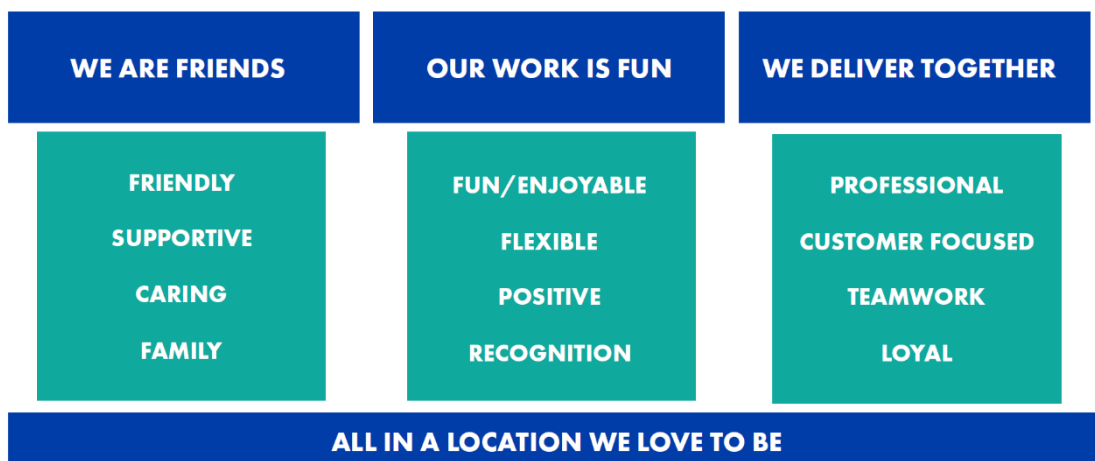 WE ARE FRIENDS
FRIENDLY
SUPPORTIVE
CARING
FAMILY
OUR WORK IS FUN
FUN/ENJOYABLE
FLEXIBLE
POSITIVE
RECOGNITION
WE DELIVER TOGETHER
PROFESSIONAL
CUSTOMER FOCUSED
TEAMWORK
LOYAL
ALL IN A LOCATION WE LOVE TO BE